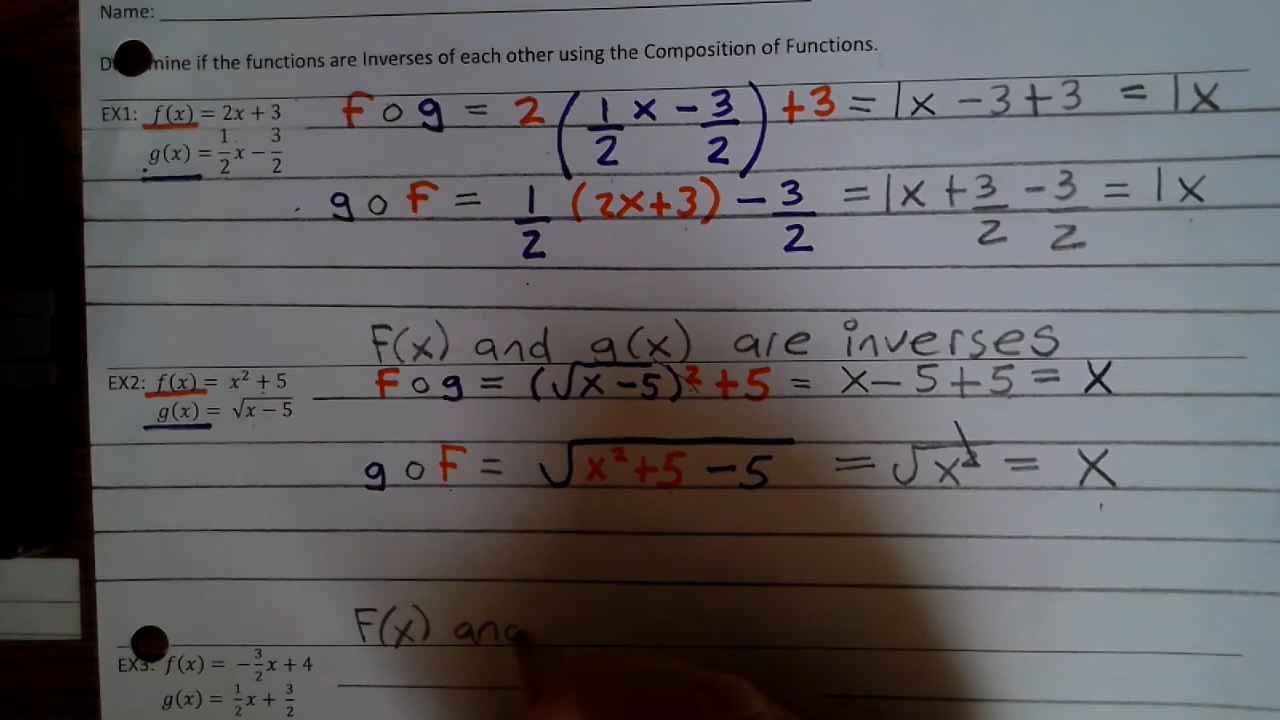 Name:
D mine if the functions are Inverses of each other using the Composition of Functions.
EX1: f(x) = 2x + 3
g(x) = 1/2 x − 3/2
F o g = 2 (1/2 x − 3/2) + 3 = 1x − 3 + 3 = 1x
g o F = 1/2 (2x+3) − 3/2 = 1x + 3/2 − 3/2 = 1x
F(x) and g(x) are inverses
EX2: f(x) = x² + 5
g(x) = √(x − 5)
F o g = (√x − 5)² + 5 = x − 5 + 5 = x
g o F = √x² + 5 − 5 = √x² = x
F(x) and
EX3: f(x) = −3/2 x + 4
g(x) = 1/2 x + 3/2